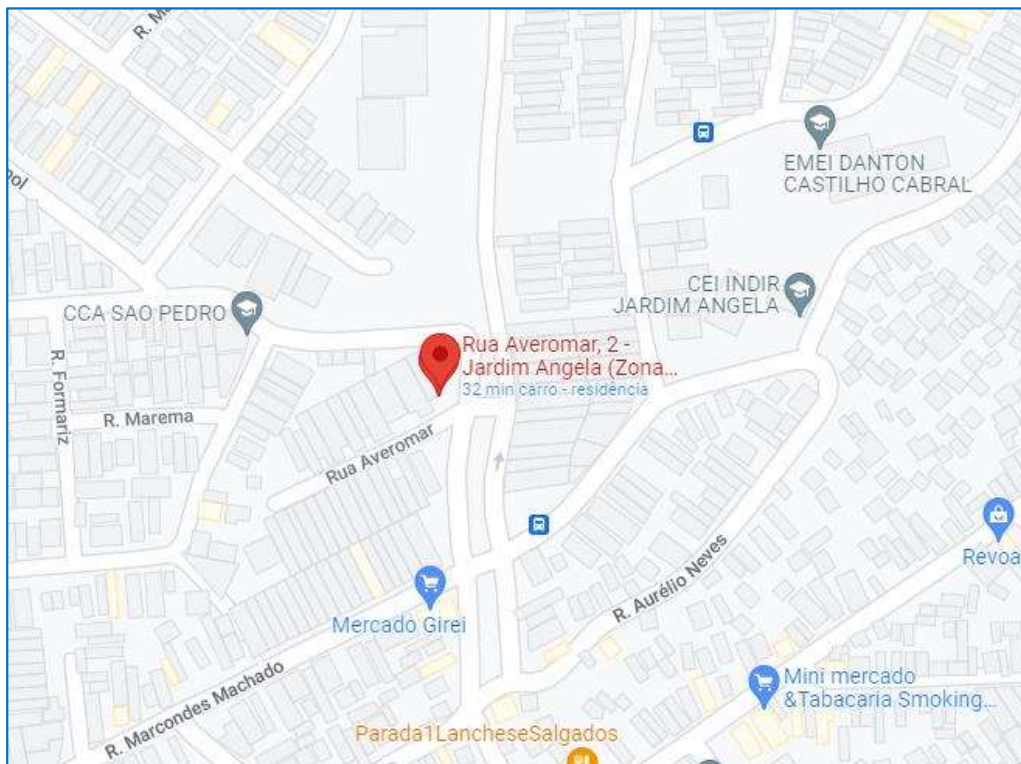 EMEI DANTON
CASTILHO CABRAL
CEI INDIR
JARDIM ANGELA
CCA SAO PEDRO
Rua Averomar, 2 -
Jardim Angela (Zona...
32 min carro - residência
R. Formariz
R. Marema
Rua Averomar
Revoa
R. Aurélio Neves
Mercado Girei
R. Marcondes Machado
Mini mercado
&Tabacaria Smoking...
Parada1LancheseSalgados